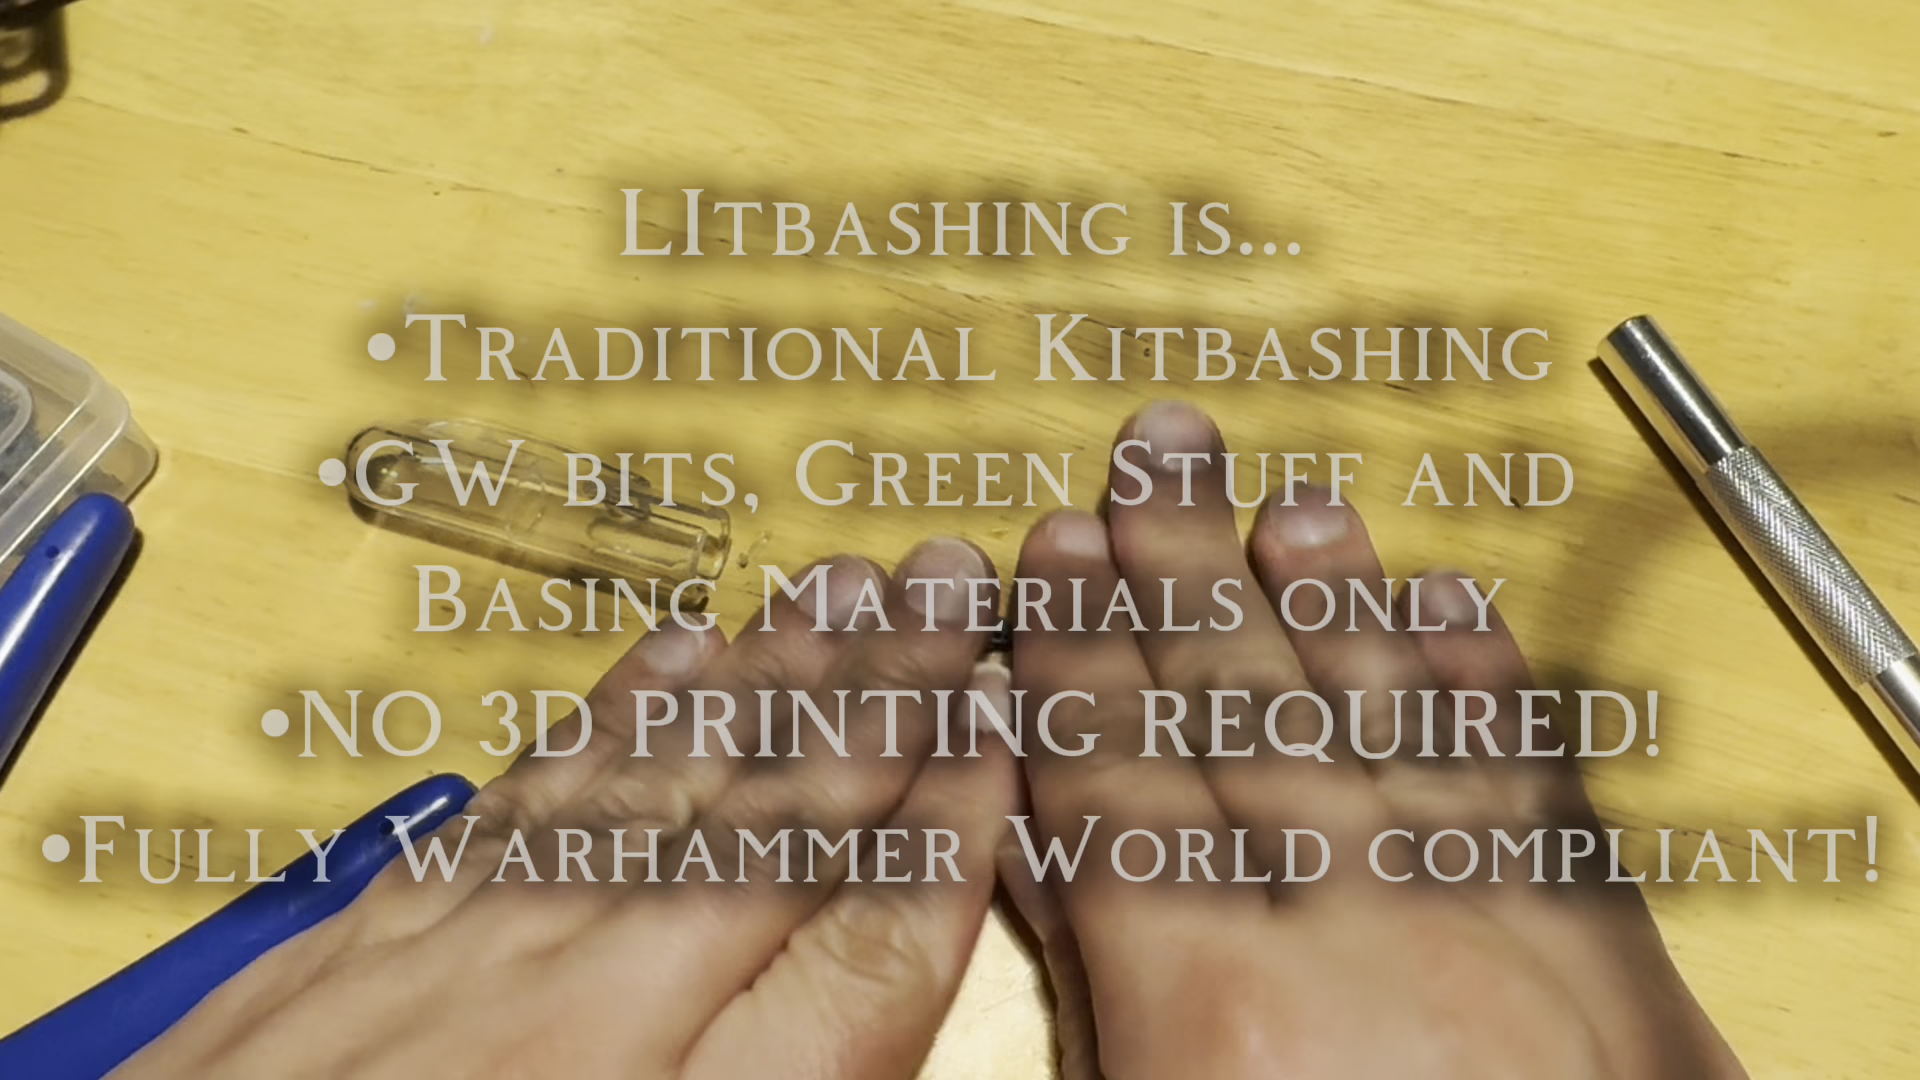 LItbashing is...
•Traditional Kitbashing
•GW bits, Green Stuff and
Basing Materials only
•NO 3D PRINTING REQUIRED!
•Fully Warhammer World compliant!